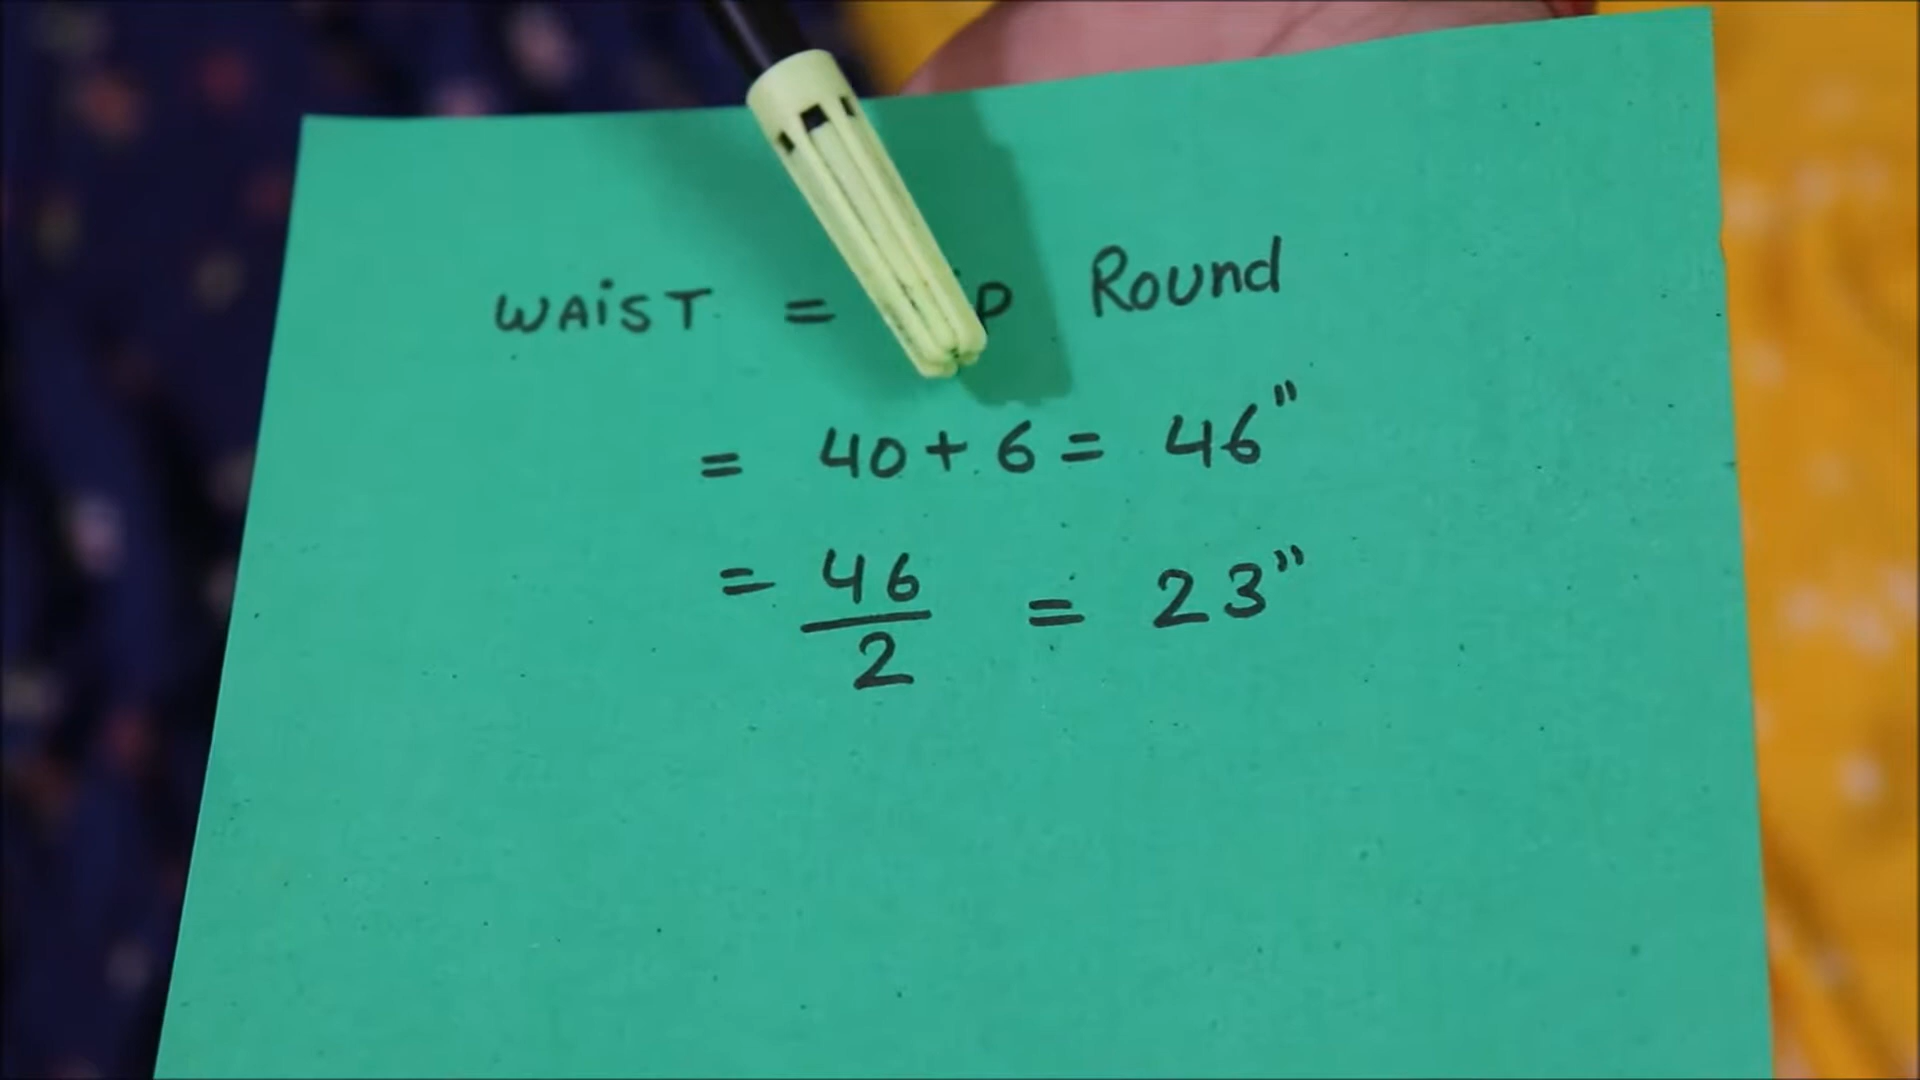 WAiST = Round
= 40 + 6 = 46"
= 46/2 = 23"